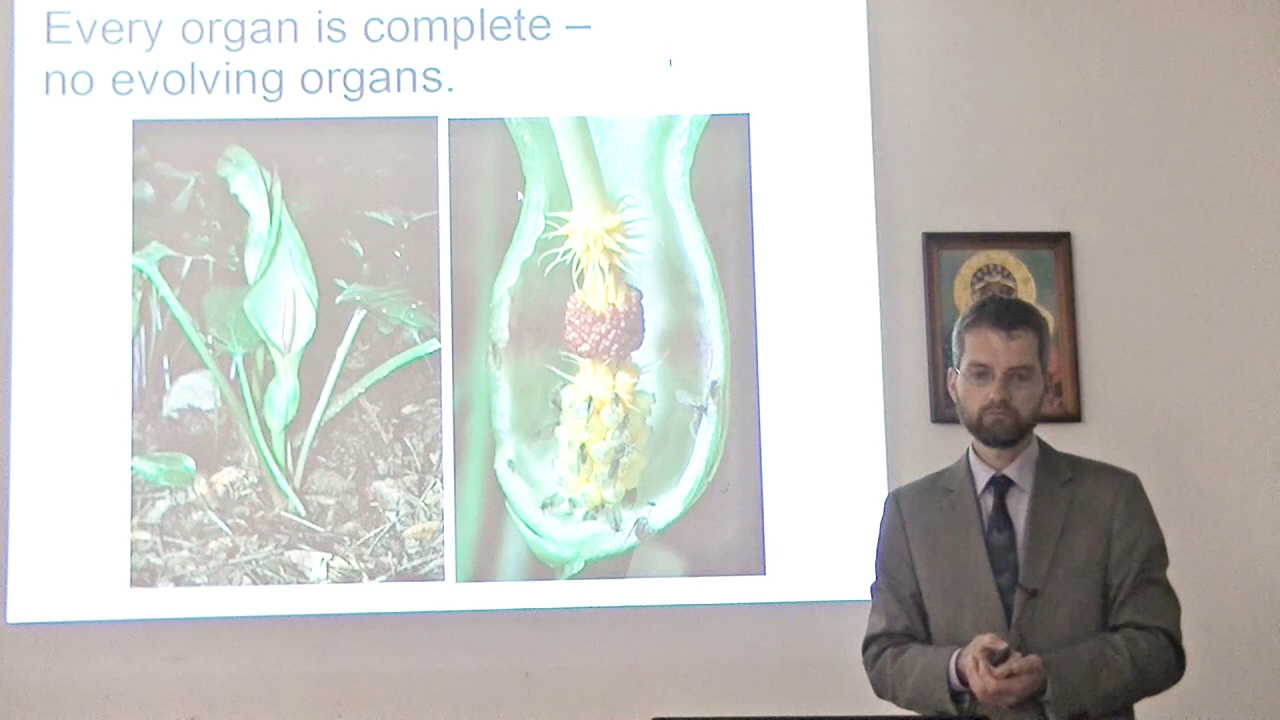 Every organ is complete –
no evolving organs.